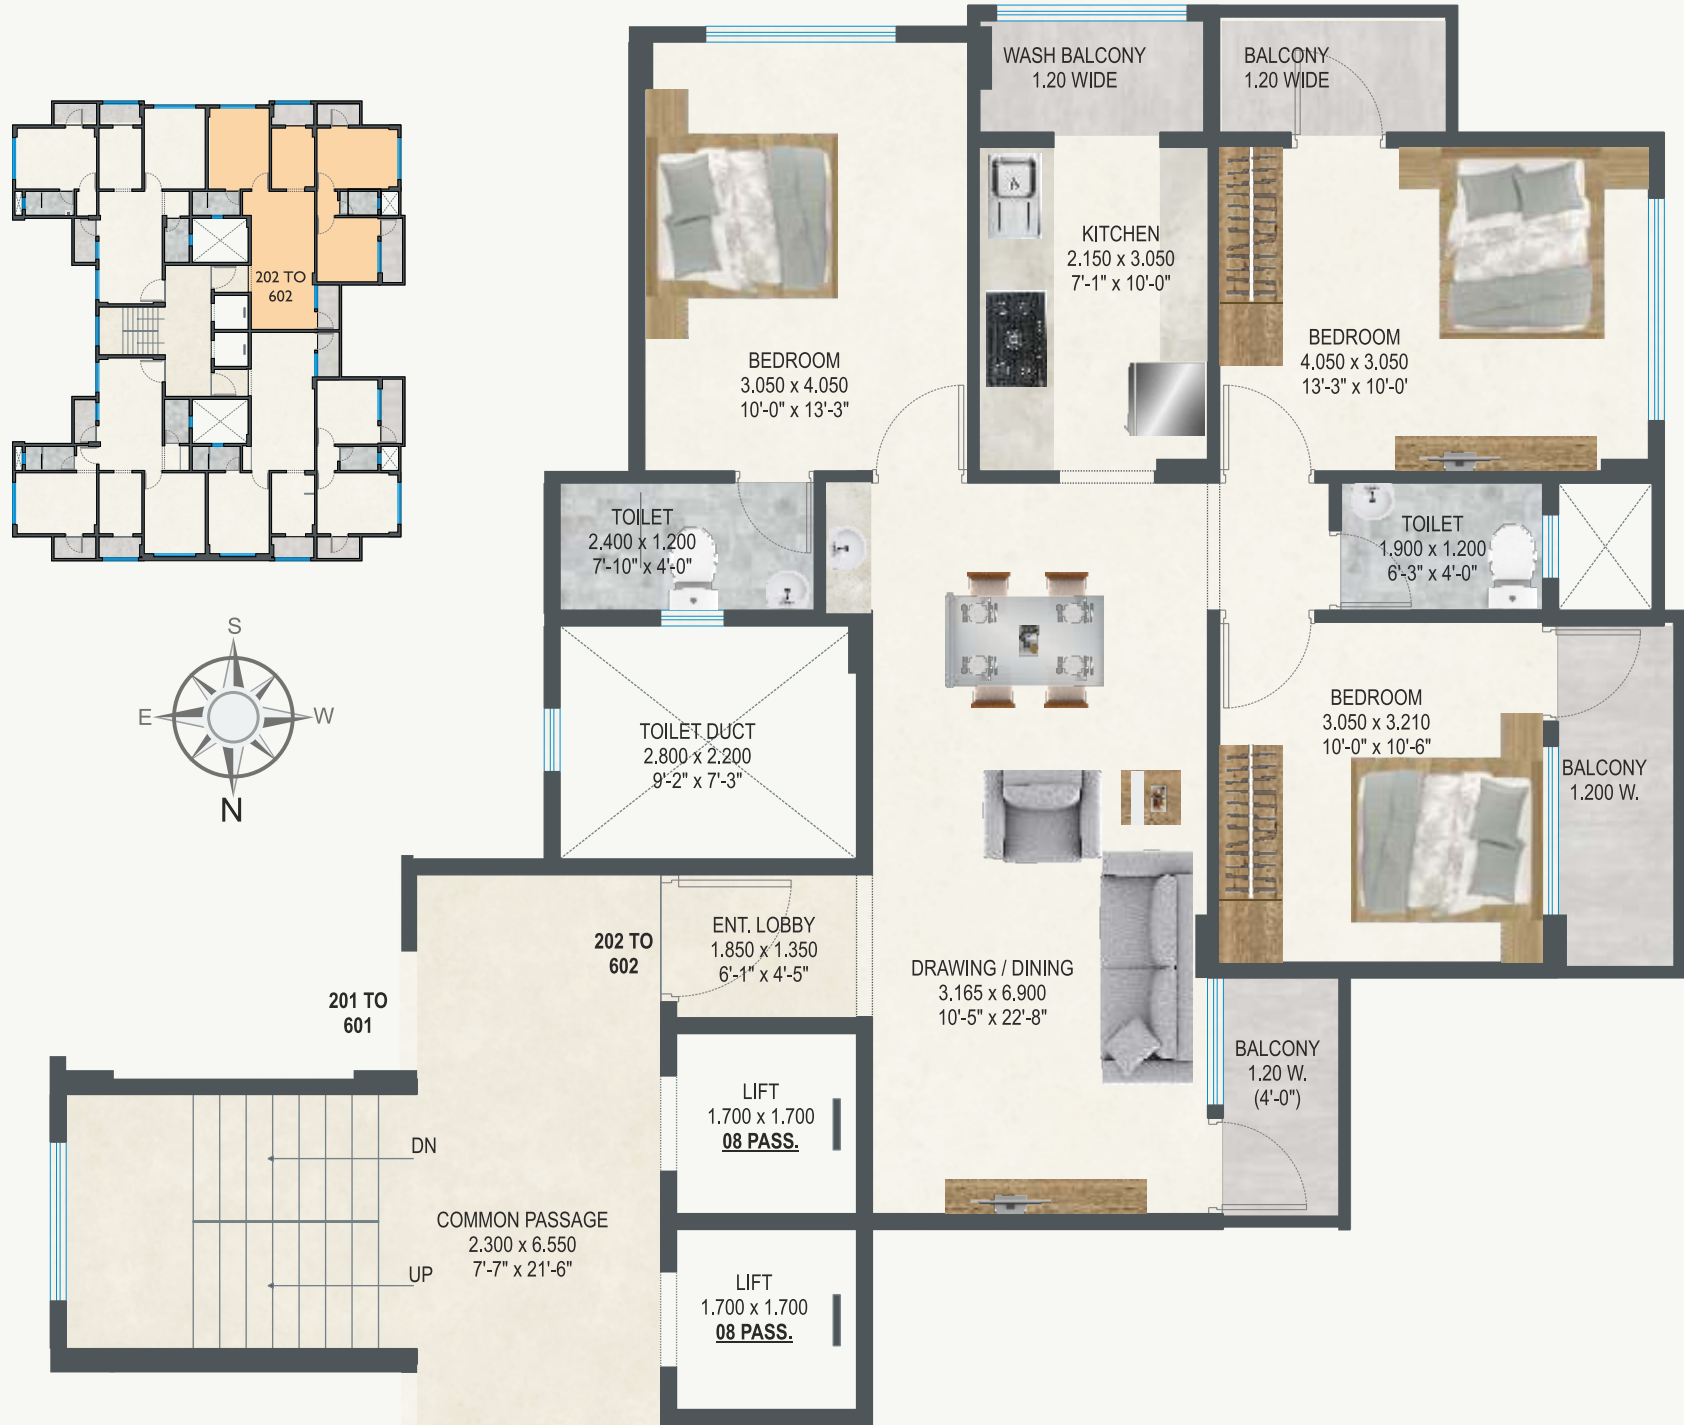 WASH BALCONY
1.20 WIDE
BALCONY
1.20 WIDE
KITCHEN
2.150 x 3.050
7'-1" x 10'-0"
BEDROOM
3.050 x 4.050
10'-0" x 13'-3"
BEDROOM
4.050 x 3.050
13'-3" x 10'-0'
202 TO
602
TOILET
2.400 x 1.200
7'-10" x 4'-0"
TOILET
1.900 x 1.200
6'-3" x 4'-0"
S
E
W
N
TOILET DUCT
2.800 x 2.200
9'-2" x 7'-3"
BEDROOM
3.050 x 3.210
10'-0" x 10'-6"
BALCONY
1.200 W.
202 TO
602
ENT. LOBBY
1.850 x 1.350
6'-1" x 4'-5"
DRAWING / DINING
3.165 x 6.900
10'-5" x 22'-8"
201 TO
601
BALCONY
1.20 W.
(4'-0")
LIFT
1.700 x 1.700
08 PASS.
DN
UP
COMMON PASSAGE
2.300 x 6.550
7'-7" x 21'-6"
LIFT
1.700 x 1.700
08 PASS.